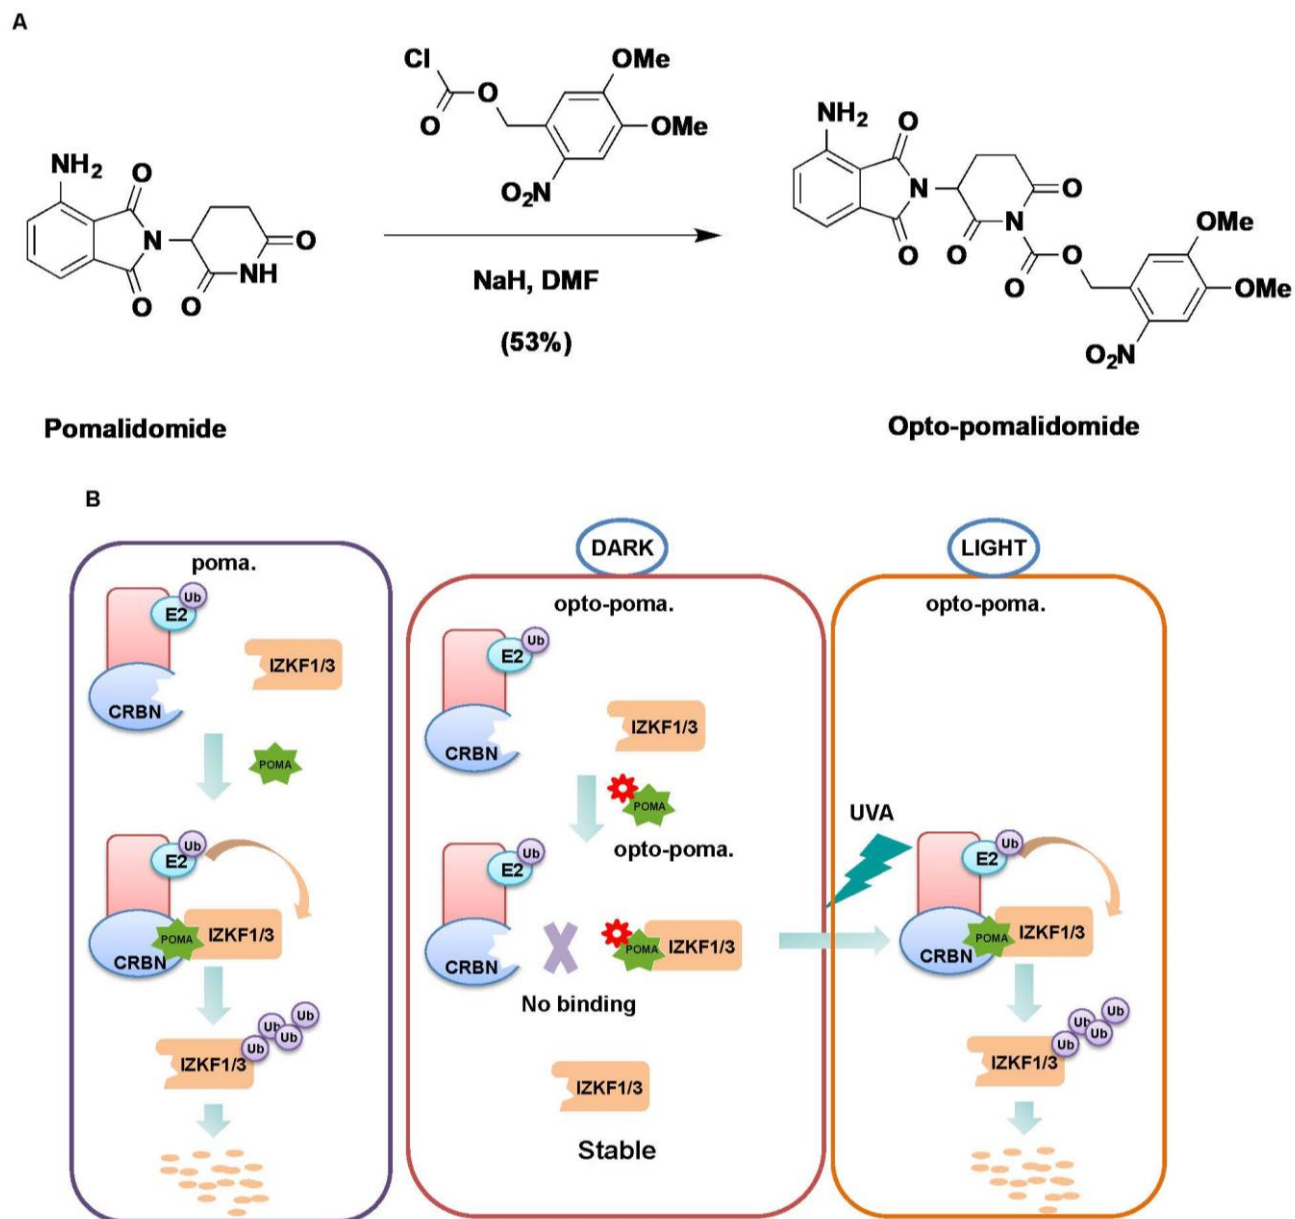 A
Cl
O
O
OMe
OMe
O₂N
NH₂
O
N
O
O
NH
O
NaH, DMF
(53%)
NH₂
O
N
O
O
N
O
O
O
OMe
OMe
O₂N
Pomalidomide
Opto-pomalidomide
B
poma.
Ub
E2
IZKF1/3
CRBN
POMA
Ub
E2
POMA
IZKF1/3
CRBN
Ub
Ub
Ub
Ub
IZKF1/3
DARK
opto-poma.
Ub
E2
IZKF1/3
CRBN
POMA
opto-poma.
Ub
E2
POMA
IZKF1/3
CRBN
No binding
IZKF1/3
Stable
LIGHT
opto-poma.
UVA
Ub
E2
POMA
IZKF1/3
CRBN
Ub
Ub
Ub
Ub
IZKF1/3